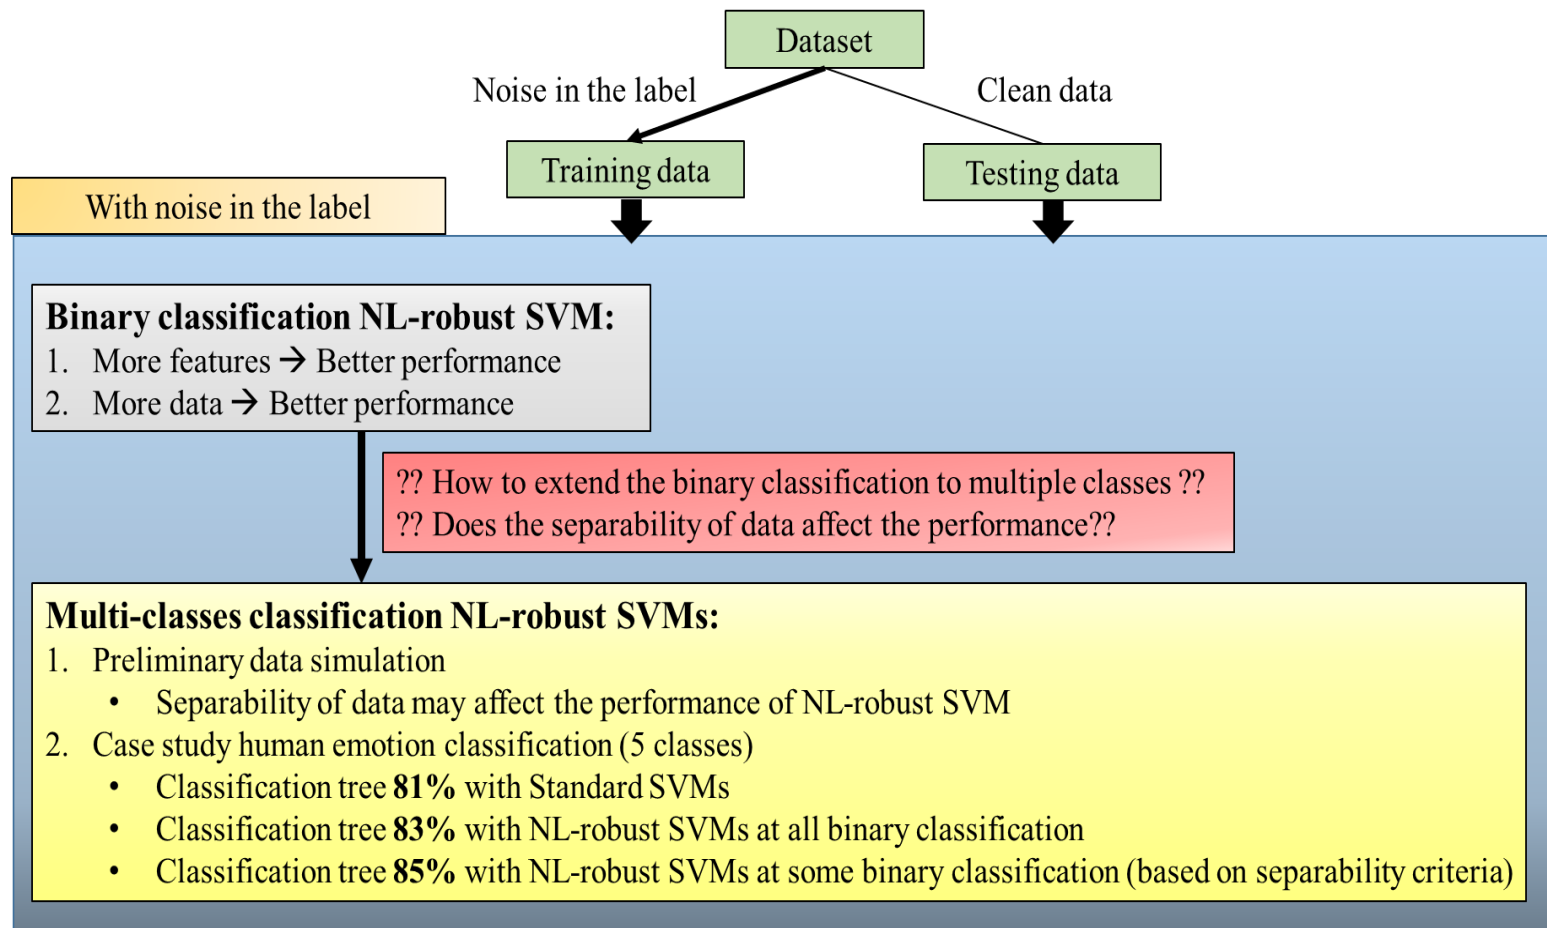 Dataset
Noise in the label
Clean data
Training data
Testing data
With noise in the label
Binary classification NL-robust SVM:
1. More features → Better performance
2. More data → Better performance
?? How to extend the binary classification to multiple classes ??
?? Does the separability of data affect the performance??
Multi-classes classification NL-robust SVMs:
1. Preliminary data simulation
• Separability of data may affect the performance of NL-robust SVM
2. Case study human emotion classification (5 classes)
• Classification tree 81% with Standard SVMs
• Classification tree 83% with NL-robust SVMs at all binary classification
• Classification tree 85% with NL-robust SVMs at some binary classification (based on separability criteria)